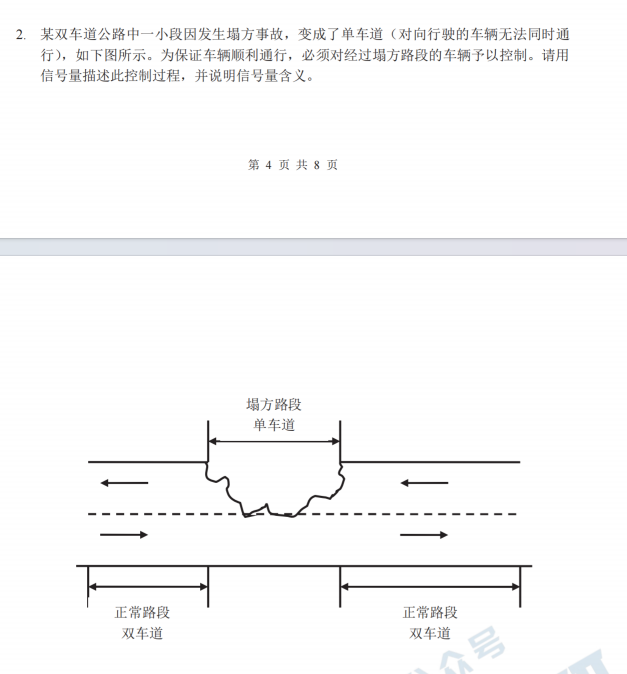 2. 某双车道公路中一小段因发生塌方事故，变成了单车道（对向行驶的车辆无法同时通
行），如下图所示。为保证车辆顺利通行，必须对经过塌方路段的车辆予以控制。请用
信号量描述此控制过程，并说明信号量含义。
第 4 页 共 8 页
塌方路段
单车道
正常路段
双车道
正常路段
双车道
众号